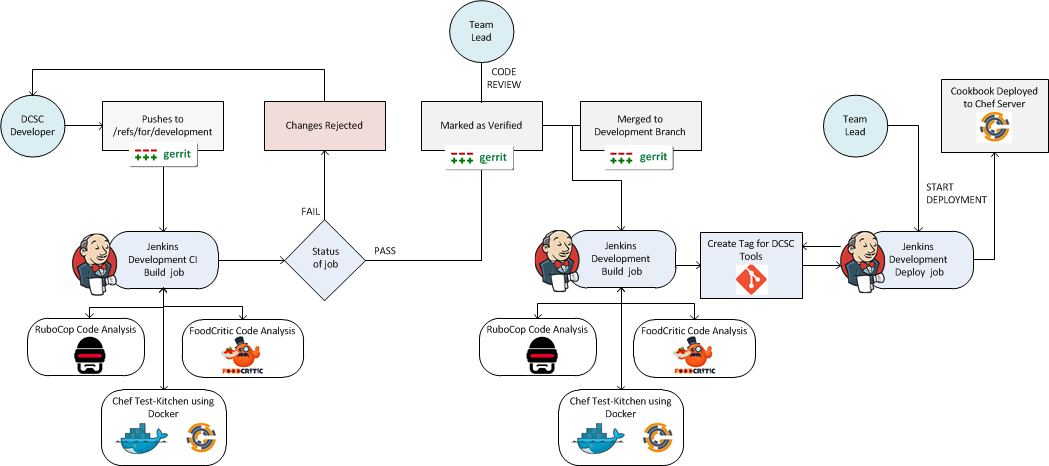 Team
Lead
CODE
REVIEW
DCSC
Developer
Pushes to
/refs/for/development
gerrit
Changes Rejected
Marked as Verified
gerrit
Merged to
Development Branch
gerrit
Team
Lead
Cookbook Deployed
to Chef Server
START
DEPLOYMENT
FAIL
Jenkins
Development CI
Build job
Status
of job
PASS
Jenkins
Development
Build job
Create Tag for DCSC
Tools
Jenkins
Development
Deploy job
RuboCop Code Analysis
FoodCritic Code Analysis
FOODCRITIC
RuboCop Code Analysis
FoodCritic Code Analysis
FOODCRITIC
Chef Test-Kitchen using
Docker
Chef Test-Kitchen using
Docker